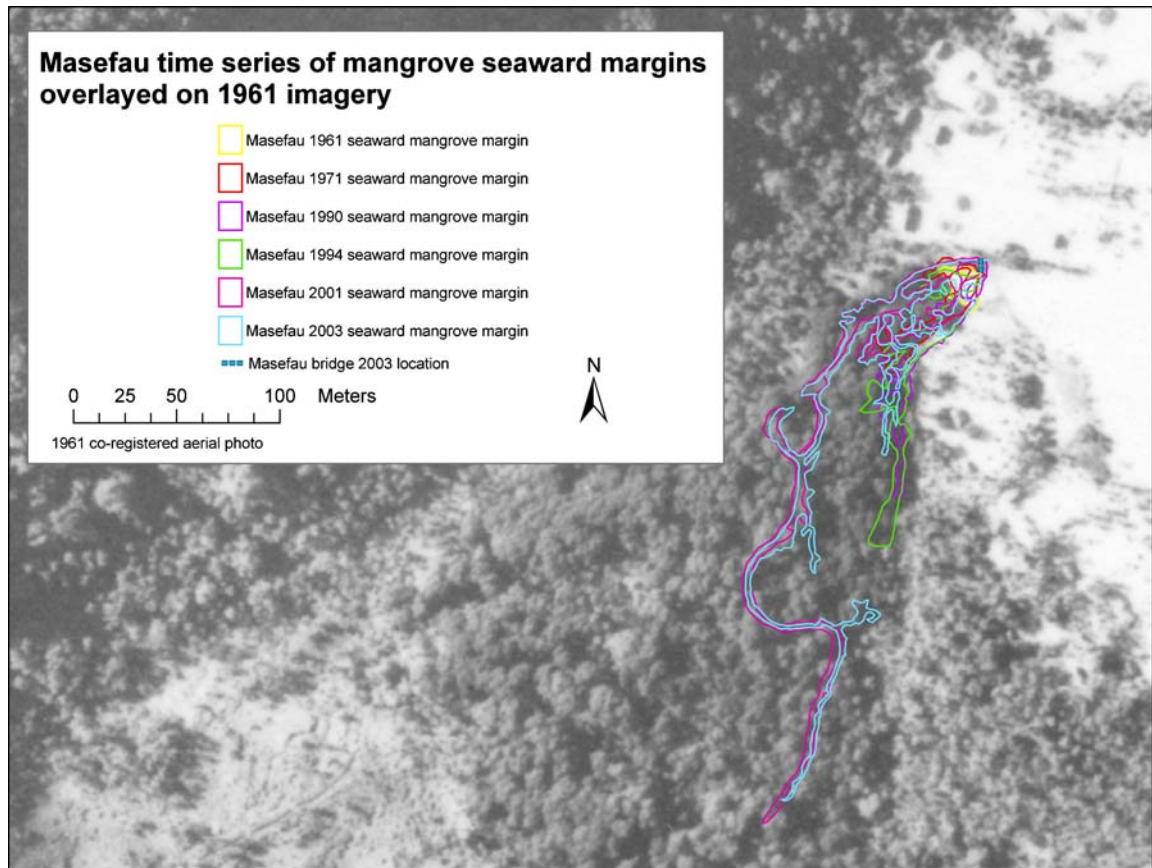 Masefau time series of mangrove seaward margins
overlayed on 1961 imagery
Masefau 1961 seaward mangrove margin
Masefau 1971 seaward mangrove margin
Masefau 1990 seaward mangrove margin
Masefau 1994 seaward mangrove margin
Masefau 2001 seaward mangrove margin
Masefau 2003 seaward mangrove margin
Masefau bridge 2003 location
N
0 25 50 100 Meters
1961 co-registered aerial photo